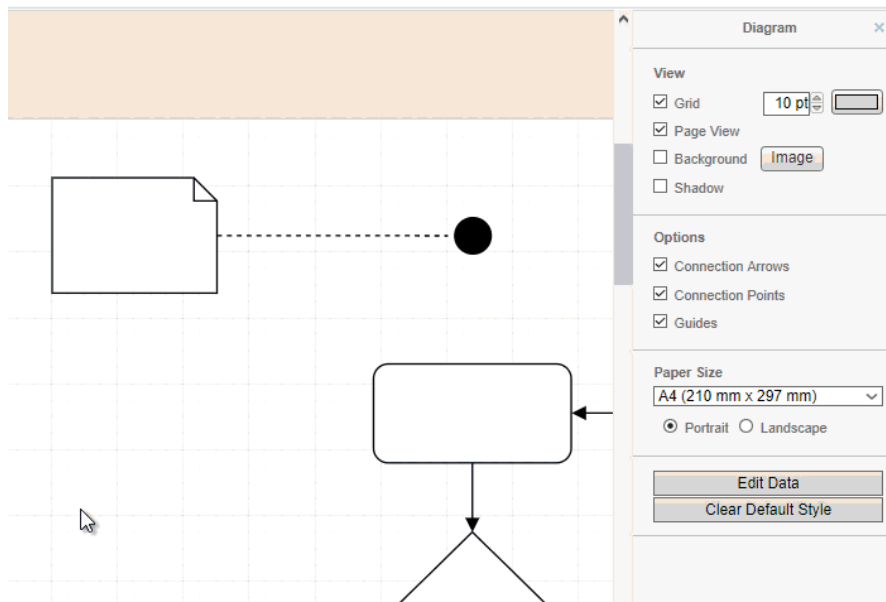 Diagram
View
Grid 10 pt
Page View
Background Image
Shadow
Options
Connection Arrows
Connection Points
Guides
Paper Size
A4 (210 mm x 297 mm)
Portrait Landscape
Edit Data
Clear Default Style